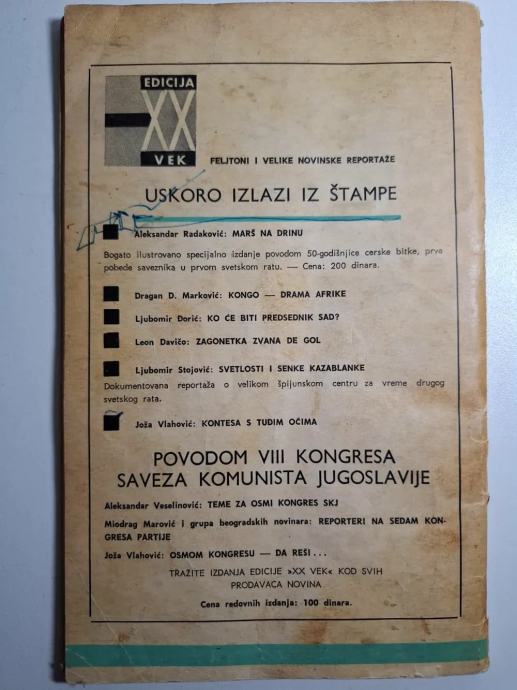 EDICIJA
XX
VEK
FELJTONI I VELIKE NOVINSKE REPORTAŽE
USKORO IZLAZI IZ ŠTAMPE
Aleksandar Radaković: MARŠ NA DRINU
Bogato ilustrovano specijalno izdanje povodom 50-godišnjice cerske bitke, prve
pobede saveznika u prvom svetskom ratu. — Cena: 200 dinara.
Dragan D. Marković: KONGO — DRAMA AFRIKE
Ljubomir Dorić: KO ĆE BITI PREDSEDNIK SAD?
Leon Davičo: ZAGONETKA ZVANA DE GOL
Ljubomir Stojović: SVETLOSTI I SENKE KAZABLANKE
Dokumentovana reportaža o velikom špijunskom centru za vreme drugog
svetskog rata.
Joža Vlahović: KONTESA S TUĐIM OČIMA
POVODOM VIII KONGRESA
SAVEZA KOMUNISTA JUGOSLAVIJE
Aleksandar Veselinović: TEME ZA OSMI KONGRES SKJ
Miodrag Marović i grupa beogradskih novinara: REPORTERI NA SEDAM KON-
GRESA PARTIJE
Joža Vlahović: OSMOM KONGRESU — DA REŠI...
TRAŽITE IZDANJA EDICIJE »XX VEK« KOD SVIH
PRODAVACA NOVINA
Cena redovnih izdanja: 100 dinara.